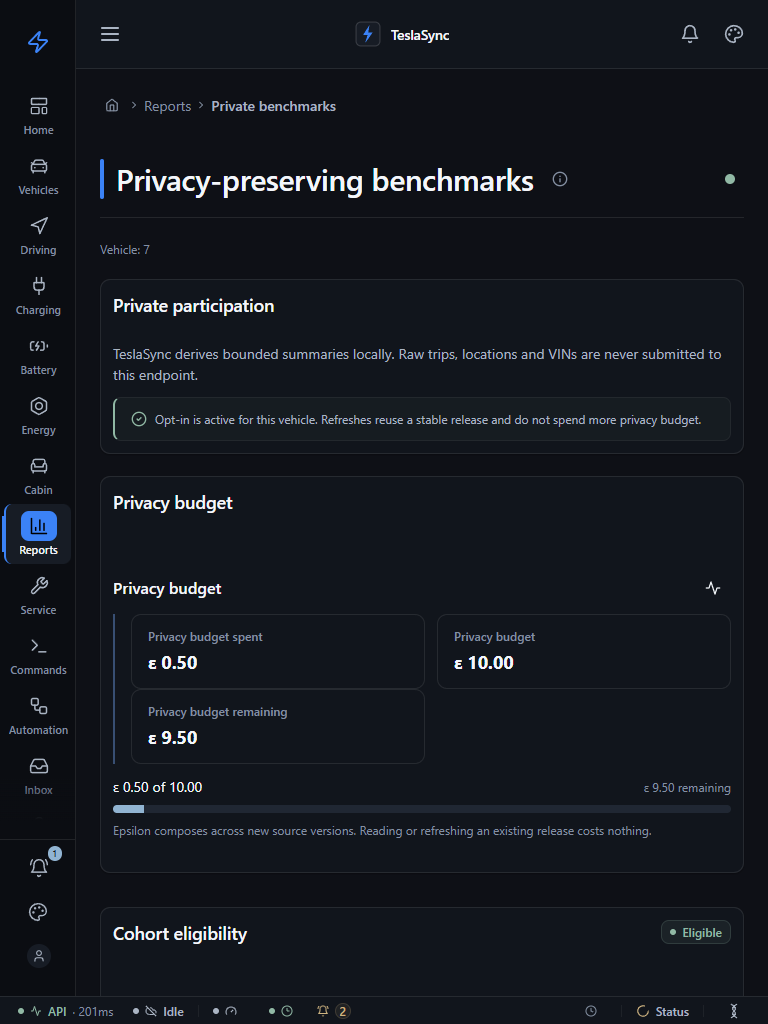 TeslaSync
Home
Vehicles
Driving
Charging
Battery
Energy
Cabin
Reports
Service
Commands
Automation
Inbox
1
Reports
Private benchmarks
Privacy-preserving benchmarks
Vehicle: 7
Private participation
TeslaSync derives bounded summaries locally. Raw trips, locations and VINs are never submitted to
this endpoint.
Opt-in is active for this vehicle. Refreshes reuse a stable release and do not spend more privacy budget.
Privacy budget
Privacy budget
Privacy budget spent
ε 0.50
Privacy budget
ε 10.00
Privacy budget remaining
ε 9.50
ε 0.50 of 10.00
ε 9.50 remaining
Epsilon composes across new source versions. Reading or refreshing an existing release costs nothing.
Cohort eligibility
Eligible
API · 201ms
Idle
2
Status